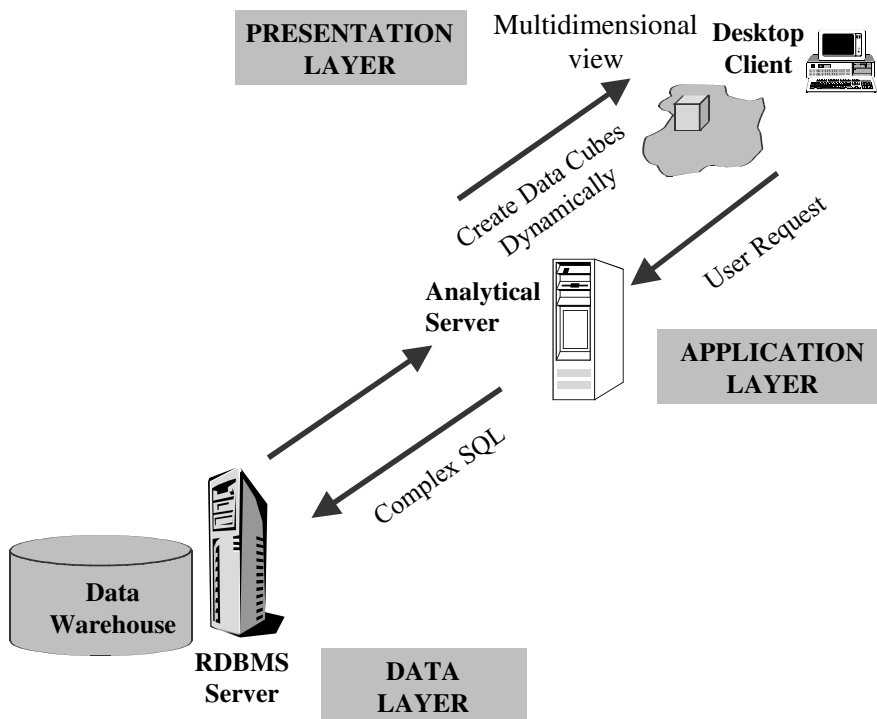 PRESENTATION
LAYER
Multidimensional
view
Desktop
Client
Create Data Cubes
Dynamically
User Request
Analytical
Server
APPLICATION
LAYER
Complex SQL
Data
Warehouse
RDBMS
Server
DATA
LAYER